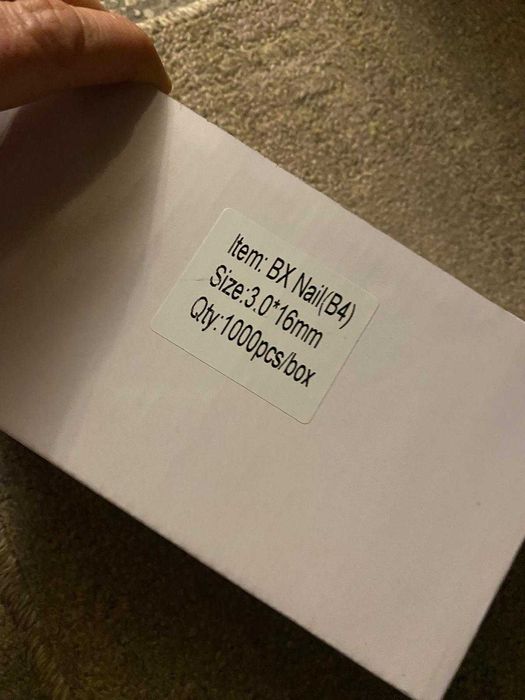 Item: BX Nail(B4)
Size:3.0*16mm
Qty:1000pcs/box